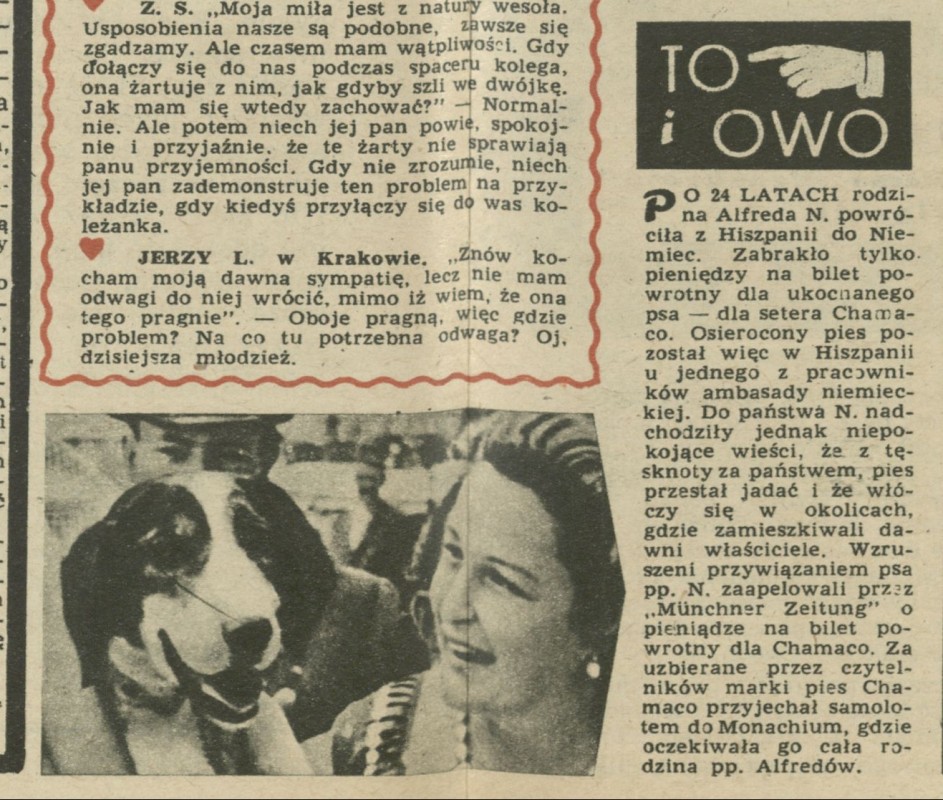 Z. S. „Moja miła jest z natury wesoła.
Usposobienia nasze są podobne, zawsze się
zgadzamy. Ale czasem mam wątpliwości. Gdy
dołączy się do nas podczas spaceru kolega,
ona żartuje z nim, jak gdyby szli we dwójkę.
Jak mam się wtedy zachować?” — Normal-
nie. Ale potem niech jej pan powie, spokoj-
nie i przyjaźnie, że te żarty nie sprawiają
panu przyjemności. Gdy nie zrozumie, niech
jej pan zademonstruje ten problem na przy-
kładzie, gdy kiedyś przyłączy się do was ko-
leżanka.
JERZY L. w Krakowie. „Znów ko-
cham moją dawna sympatię, lecz nie mam
odwagi do niej wrócić, mimo iż wiem, że ona
tego pragnie”. — Oboje pragną, więc gdzie
problem? Na co tu potrzebna odwaga? Oj,
dzisiejsza młodzież.
TO
i OWO
PO 24 LATACH rodzi-
na Alfreda N. powró-
ciła z Hiszpanii do Nie-
miec. Zabrakło tylko
pieniędzy na bilet po-
wrotny dla ukochanego
psa — dla setera Chama-
co. Osierocony pies po-
został więc w Hiszpanii
u jednego z pracowni-
ków ambasady niemiec-
kiej. Do państwa N. nad-
chodziły jednak niepo-
kojące wieści, że z tę-
sknoty za państwem, pies
przestał jadać i że włó-
czy się w okolicach,
gdzie zamieszkiwali da-
wni właściciele. Wzru-
szeni przywiązaniem psa
pp. N. zaapelowali przez
„Münchner Zeitung” o
pieniądze na bilet po-
wrotny dla Chamaco. Za
uzbierane przez czytel-
ników marki pies Cha-
maco przyjechał samolo-
tem do Monachium, gdzie
oczekiwała go cała ro-
dzina pp. Alfredów.